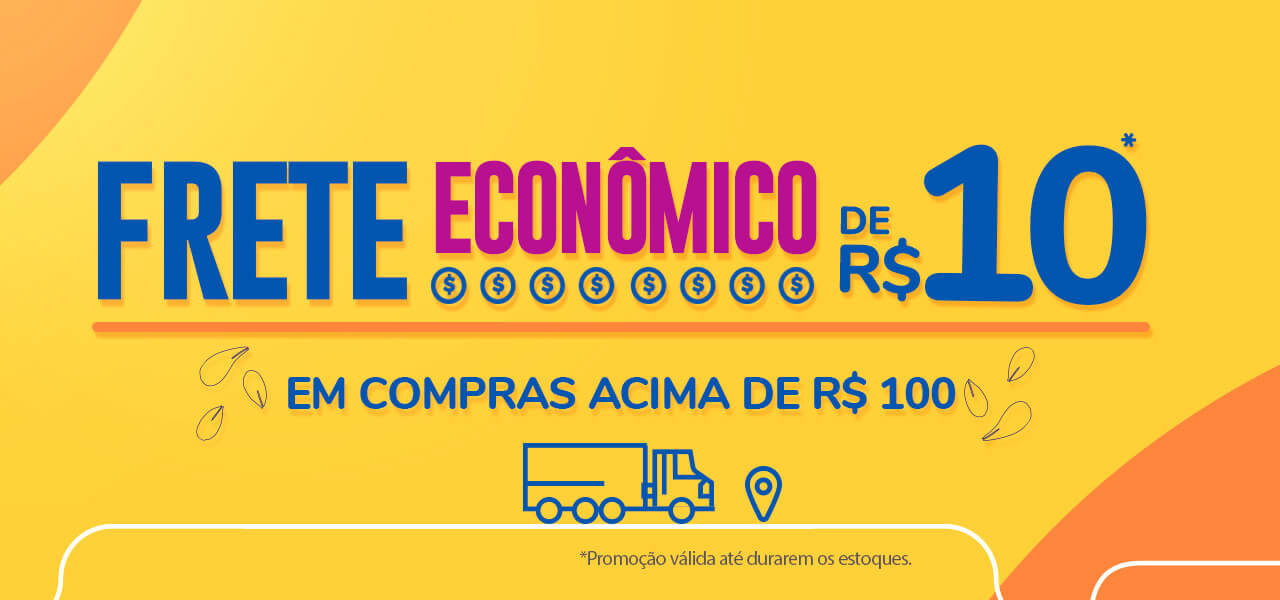 FRETE ECONÔMICO DE R$10*
$ $ $ $ $ $ $ $
EM COMPRAS ACIMA DE R$ 100
*Promoção válida até durarem os estoques.